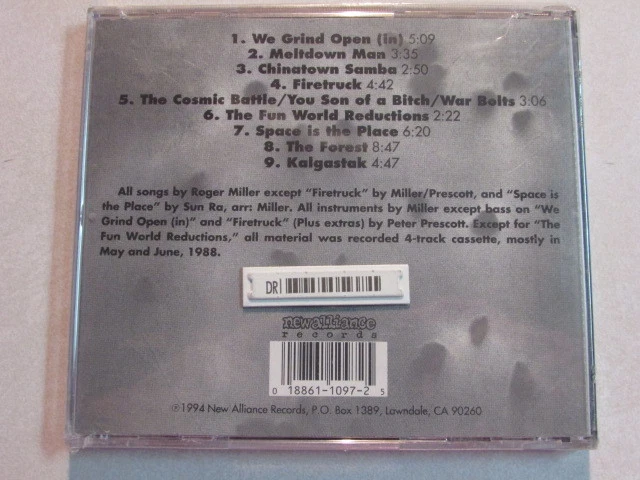 1. We Grind Open (in) 5:09
2. Meltdown Man 3:35
3. Chinatown Samba 2:50
4. Firetruck 4:42
5. The Cosmic Battle/You Son of a Bitch/War Bolts 3:06
6. The Fun World Reductions 2:22
7. Space is the Place 6:20
8. The Forest 8:47
9. Kalgastak 4:47
All songs by Roger Miller except "Firetruck" by Miller/Prescott, and "Space is
the Place" by Sun Ra, arr: Miller. All instruments by Miller except bass on "We
Grind Open (in)" and "Firetruck" (Plus extras) by Peter Prescott. Except for "The
Fun World Reductions," all material was recorded 4-track cassette, mostly in
May and June, 1988.
DRI
new alliance
records
0 18861-1097-2 5
℗1994 New Alliance Records, P.O. Box 1389, Lawndale, CA 90260